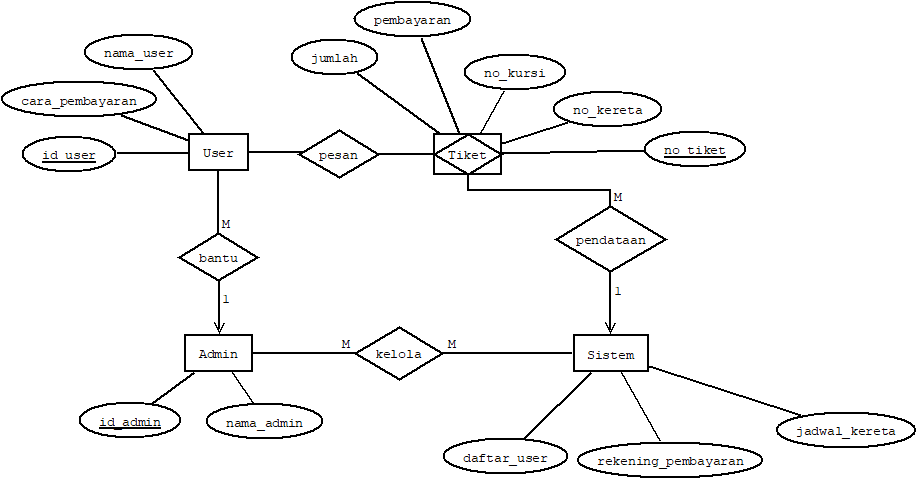 pembayaran
nama_user
jumlah
no_kursi
cara_pembayaran
no_kereta
id_user
User
pesan
Tiket
no_tiket
M
M
bantu
pendataan
1
1
Admin
M
kelola
M
Sistem
id_admin
nama_admin
jadwal_kereta
daftar_user
rekening_pembayaran